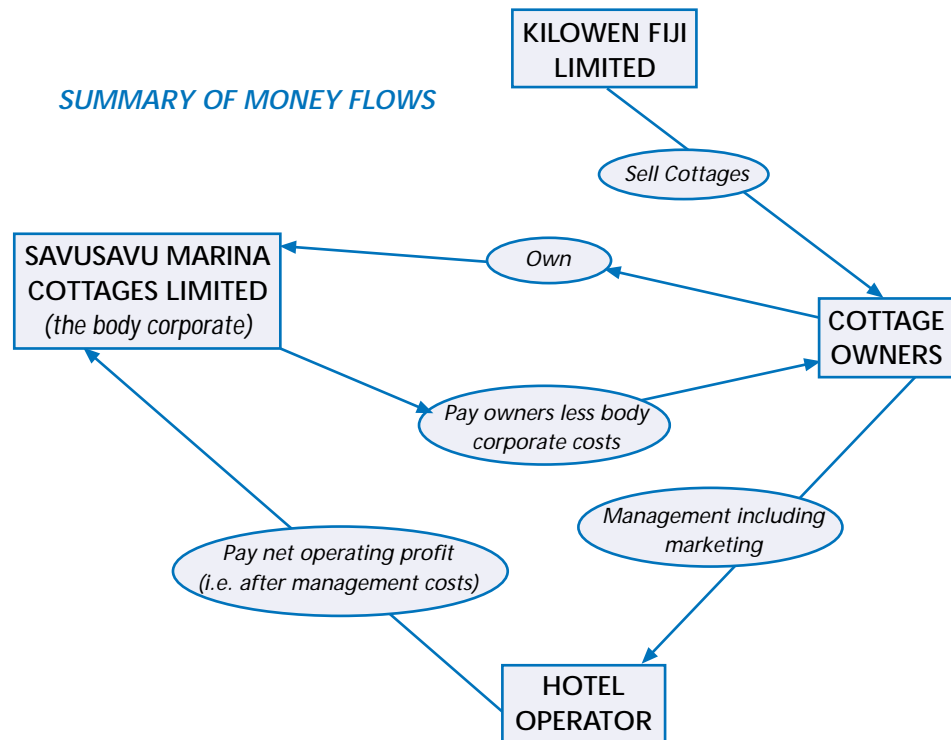 KILOWEN FIJI
LIMITED
SUMMARY OF MONEY FLOWS
Sell Cottages
SAVUSAVU MARINA
COTTAGES LIMITED
(the body corporate)
Own
COTTAGE
OWNERS
Pay owners less body
corporate costs
Management including
marketing
Pay net operating profit
(i.e. after management costs)
HOTEL
OPERATOR